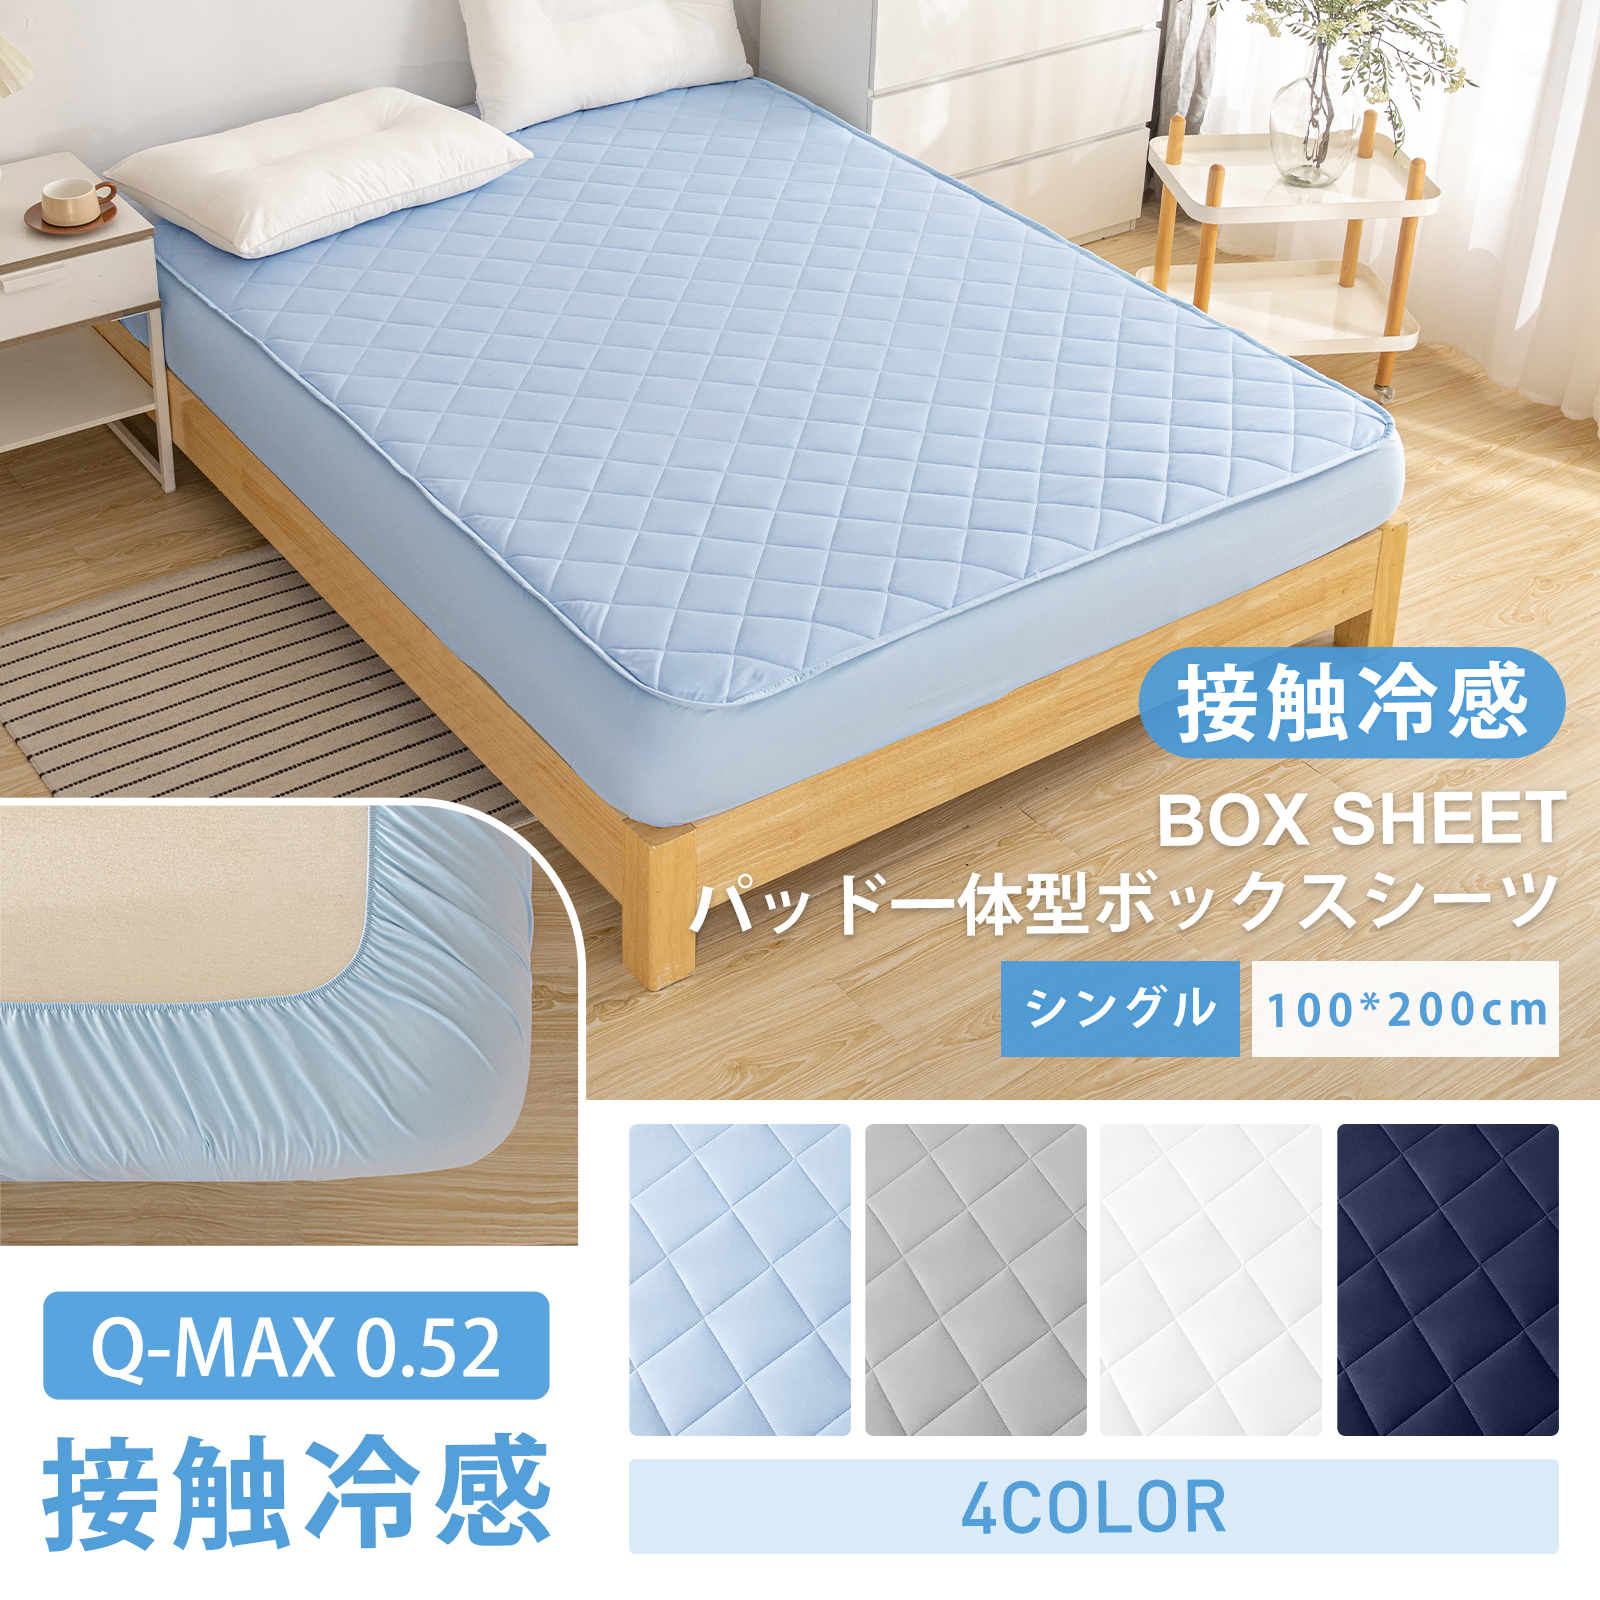 接触冷感
BOX SHEET
パッド一体型ボックスシーツ
シングル
100*200cm
Q-MAX 0.52
接触冷感
4COLOR